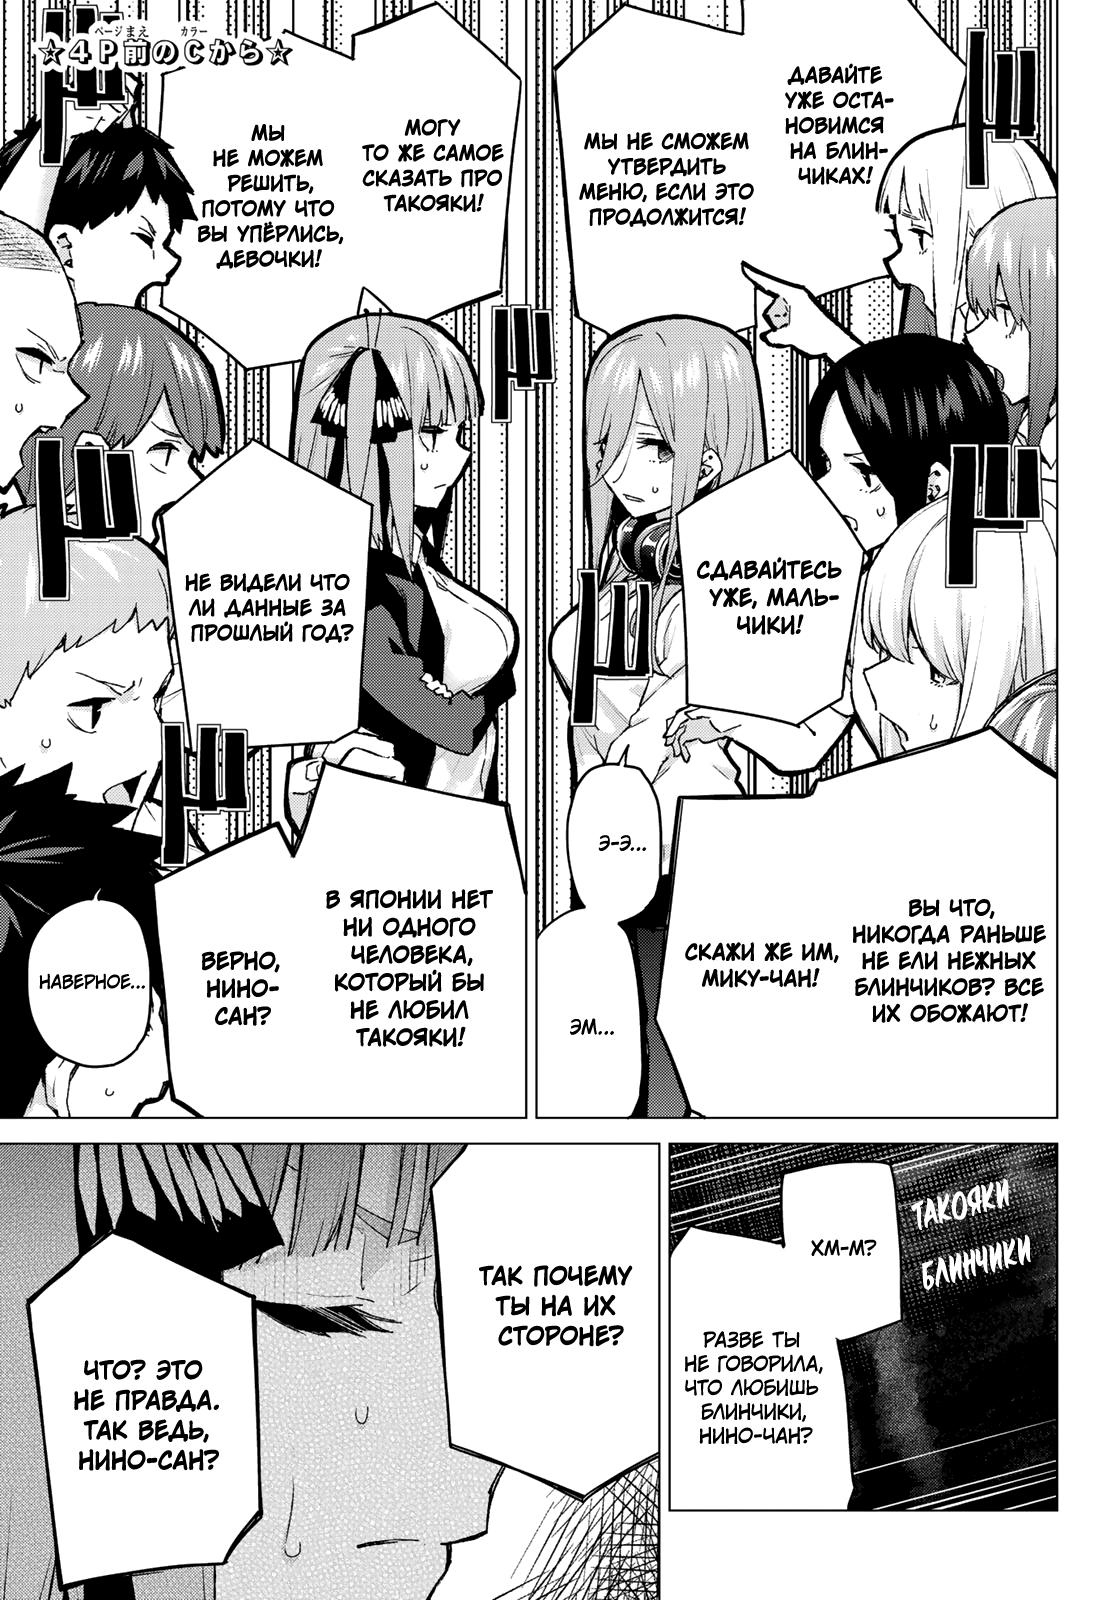 ★4P前のCから★
ページまえ
カラー
ДАВАЙТЕ
УЖЕ ОСТА-
НОВИМСЯ
НА БЛИН-
ЧИКАХ!
МЫ НЕ СМОЖЕМ
УТВЕРДИТЬ
МЕНЮ, ЕСЛИ ЭТО
ПРОДОЛЖИТСЯ!
МОГУ
ТО ЖЕ САМОЕ
СКАЗАТЬ ПРО
ТАКОЯКИ!
МЫ
НЕ МОЖЕМ
РЕШИТЬ,
ПОТОМУ ЧТО
ВЫ УПЁРЛИСЬ,
ДЕВОЧКИ!
СДАВАЙТЕСЬ
УЖЕ, МАЛЬ-
ЧИКИ!
НЕ ВИДЕЛИ ЧТО
ЛИ ДАННЫЕ ЗА
ПРОШЛЫЙ ГОД?
ВЫ ЧТО,
НИКОГДА РАНЬШЕ
НЕ ЕЛИ НЕЖНЫХ
БЛИНЧИКОВ? ВСЕ
ИХ ОБОЖАЮТ!
СКАЖИ ЖЕ ИМ,
МИКУ-ЧАН!
Э-Э...
ЭМ...
В ЯПОНИИ НЕТ
НИ ОДНОГО
ЧЕЛОВЕКА,
КОТОРЫЙ БЫ
НЕ ЛЮБИЛ
ТАКОЯКИ!
ВЕРНО,
НИНО-
САН?
НАВЕРНОЕ...
ТАКОЯКИ
БЛИНЧИКИ
ХМ-М?
РАЗВЕ ТЫ
НЕ ГОВОРИЛА,
ЧТО ЛЮБИШЬ
БЛИНЧИКИ,
НИНО-ЧАН?
ТАК ПОЧЕМУ
ТЫ НА ИХ
СТОРОНЕ?
ЧТО? ЭТО
НЕ ПРАВДА.
ТАК ВЕДЬ,
НИНО-САН?